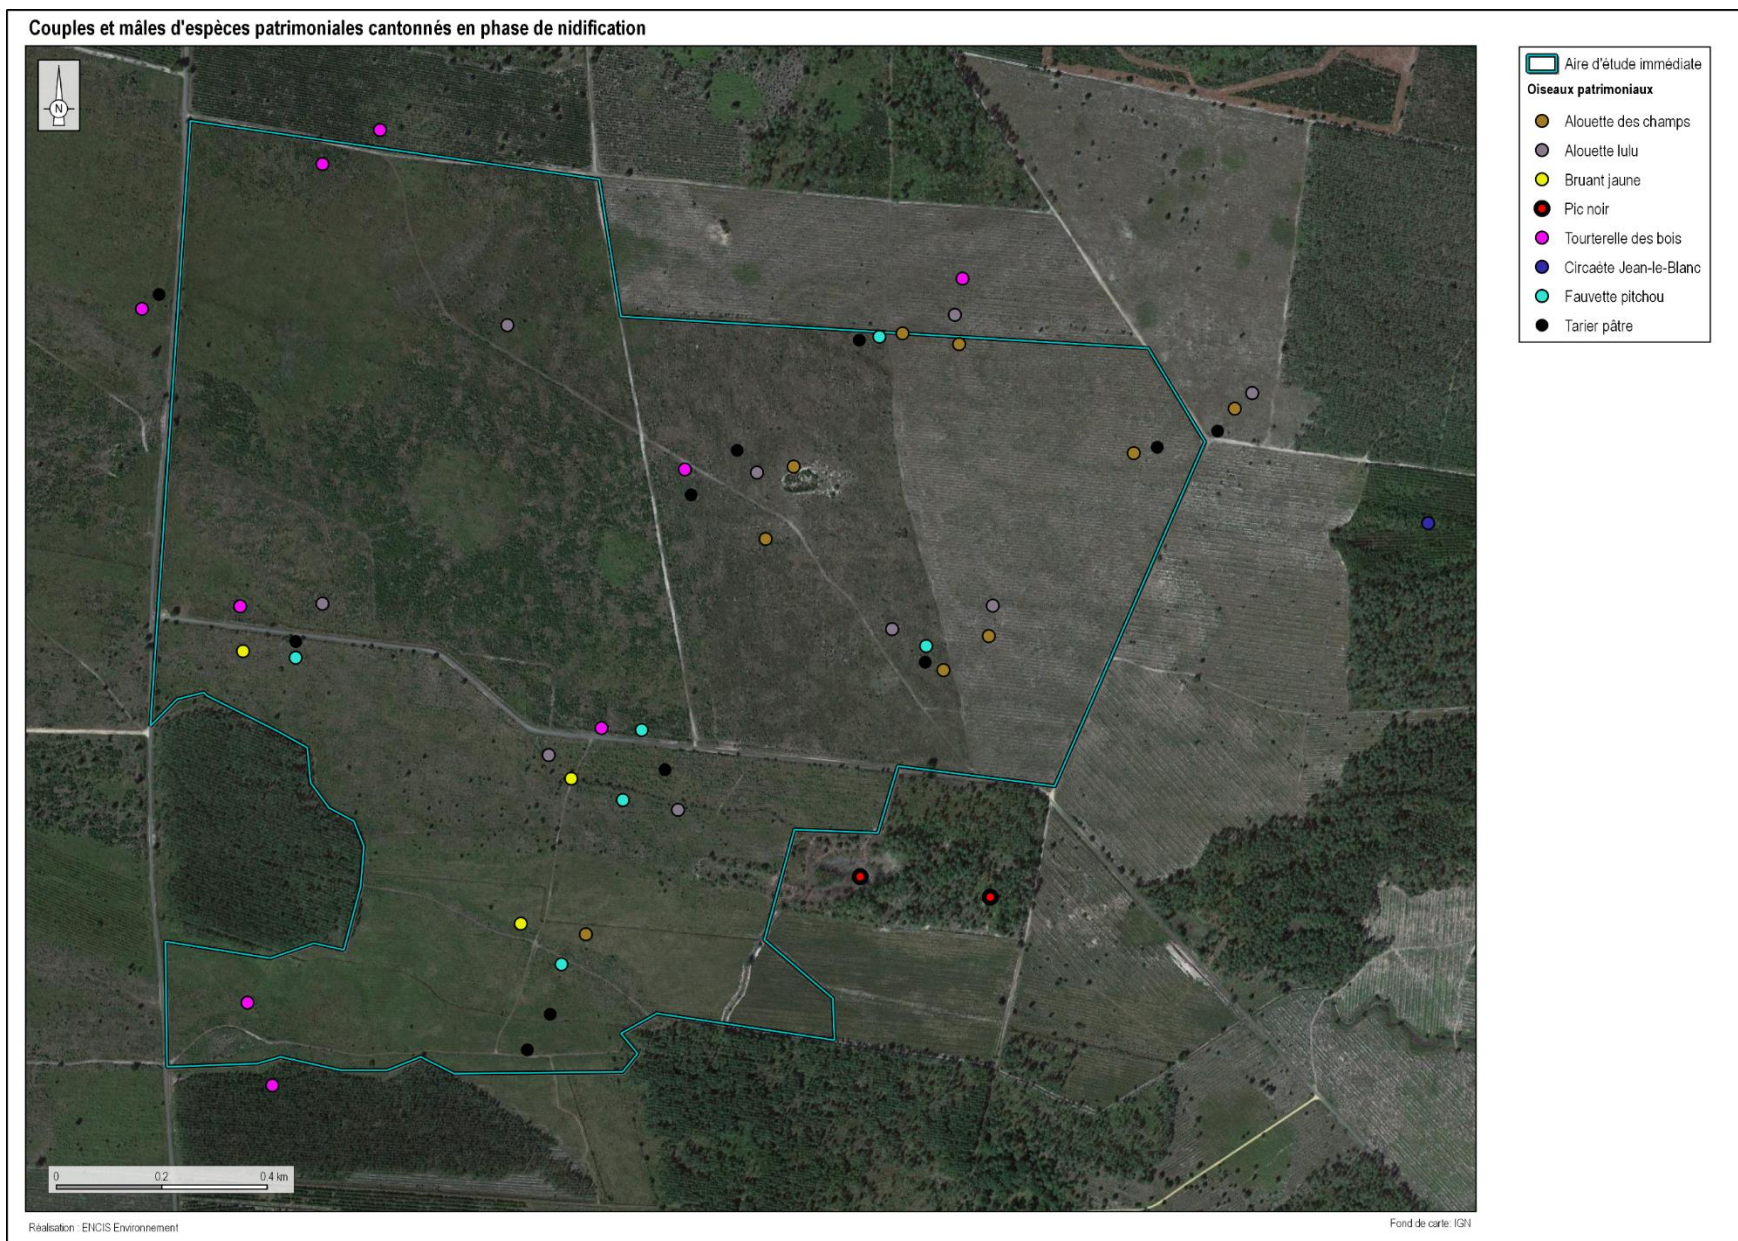 Couples et mâles d'espèces patrimoniales cantonnés en phase de nidification
N
Aire d'étude immédiate
Oiseaux patrimoniaux
Alouette des champs
Alouette lulu
Bruant jaune
Pic noir
Tourterelle des bois
Circaète Jean-le-Blanc
Fauvette pitchou
Tarier pâtre
0 0.2 0.4 km
Réalisation : ENCIS Environnement
Fond de carte: IGN